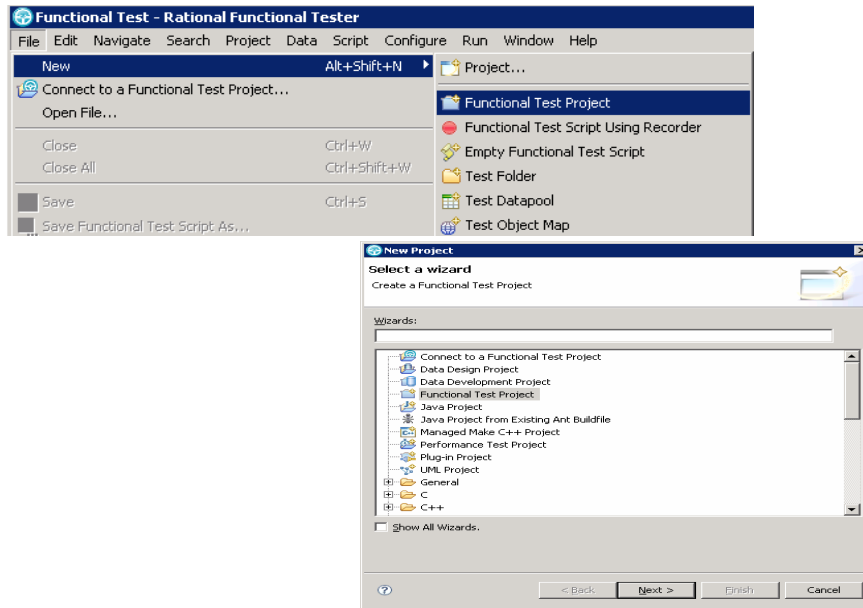 Functional Test - Rational Functional Tester
File Edit Navigate Search Project Data Script Configure Run Window Help
New Alt+Shift+N
Connect to a Functional Test Project...
Open File...
Close Ctrl+W
Close All Ctrl+Shift+W
Save Ctrl+S
Save Functional Test Script As...
Project...
Functional Test Project
Functional Test Script Using Recorder
Empty Functional Test Script
Test Folder
Test Datapool
Test Object Map
New Project
Select a wizard
Create a Functional Test Project
Wizards:
Connect to a Functional Test Project
Data Design Project
Data Development Project
Functional Test Project
Java Project
Java Project from Existing Ant Buildfile
Managed Make C++ Project
Performance Test Project
Plug-in Project
UML Project
General
C
C++
Show All Wizards.
< Back Next > Finish Cancel